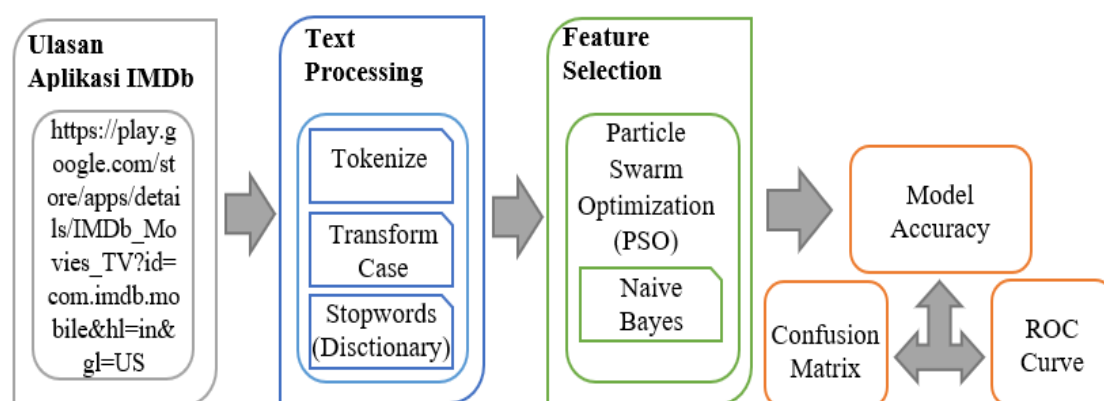 Ulasan
Aplikasi IMDb
https://play.g
oogle.com/st
ore/apps/detai
ls/IMDb_Mo
vies_TV?id=
com.imdb.mo
bile&hl=in&
gl=US
Text
Processing
Tokenize
Transform
Case
Stopwords
(Disctionary)
Feature
Selection
Particle
Swarm
Optimization
(PSO)
Naive
Bayes
Model
Accuracy
Confusion
Matrix
ROC
Curve